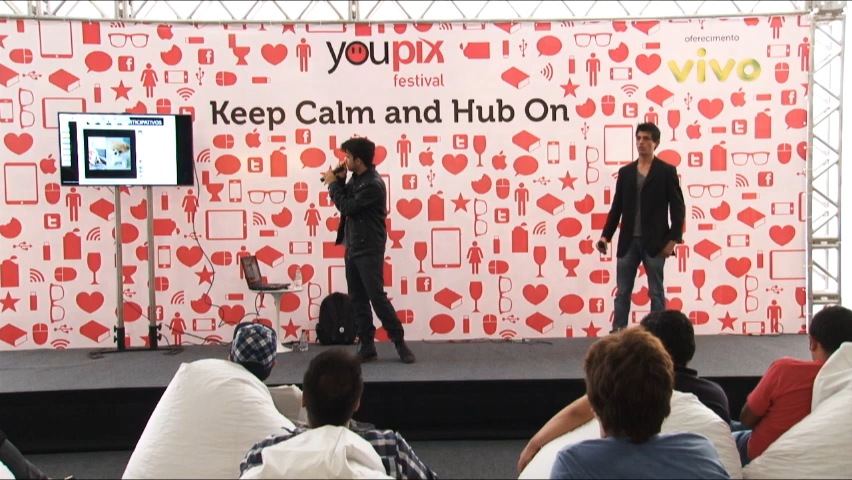 youpix
festival
oferecimento
vivo
Keep Calm and Hub On